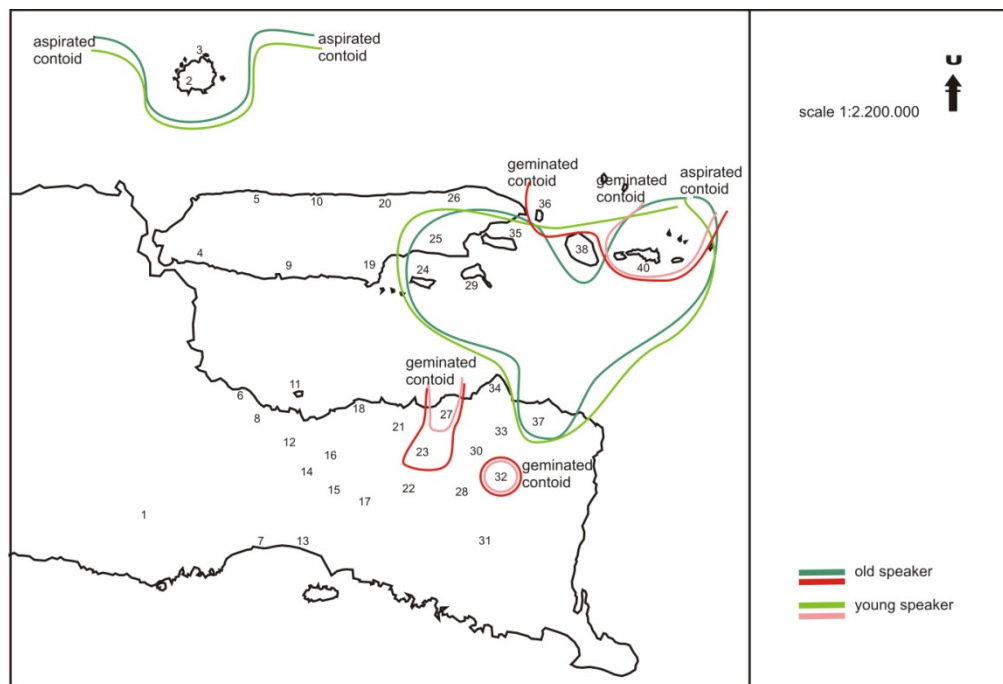 aspirated
contoid
3
2
aspirated
contoid
U
scale 1:2.200.000
geminated
contoid
geminated
contoid
aspirated
contoid
5
10
20
26
36
35
25
38
4
9
19
24
29
40
geminated
contoid
34
11
6
8
18
27
21
37
33
12
16
23
30
14
32
geminated
contoid
15
22
28
17
1
7
13
31
old speaker
young speaker